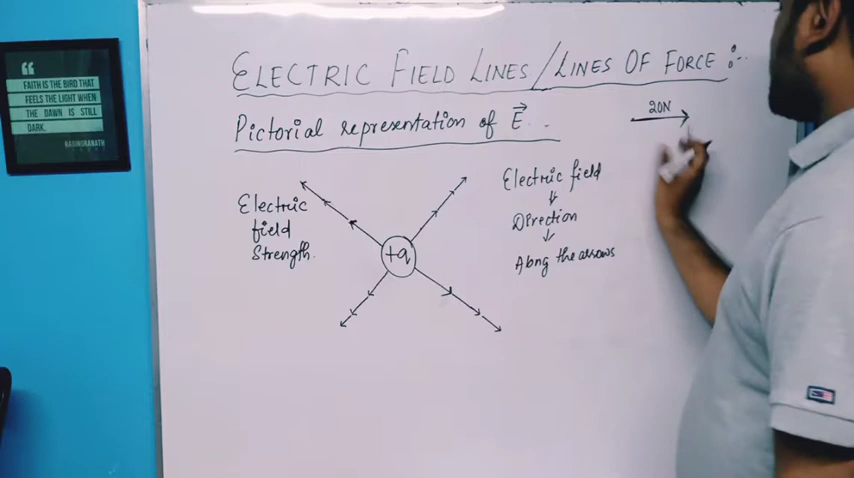 “
FAITH IS THE BIRD THAT
FEELS THE LIGHT WHEN
THE DAWN IS STILL
DARK.
RABINDRANATH
ELECTRIC FIELD LINES/LINES OF FORCE :-
Pictorial representation of E⃗ . . .
20N
Electric
field
Strength.
+q
Electric field
↓
Direction
↓
Along the arrows